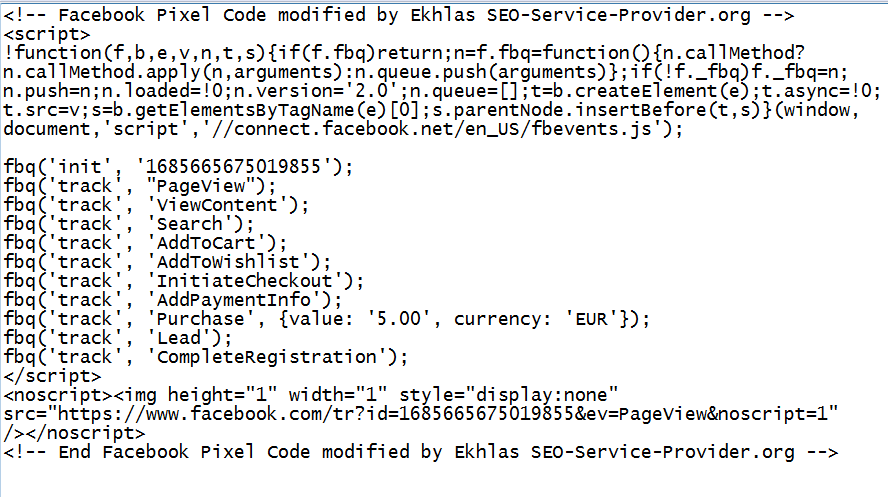 <!-- Facebook Pixel Code modified by Ekhlas SEO-Service-Provider.org -->
<script>
!function(f,b,e,v,n,t,s){if(f.fbq)return;n=f.fbq=function(){n.callMethod?
n.callMethod.apply(n,arguments):n.queue.push(arguments)};if(!f._fbq)f._fbq=n;
n.push=n;n.loaded=!0;n.version='2.0';n.queue=[];t=b.createElement(e);t.async=!0;
t.src=v;s=b.getElementsByTagName(e)[0];s.parentNode.insertBefore(t,s)}(window,
document,'script','//connect.facebook.net/en_US/fbevents.js');

fbq('init', '1685665675019855');
fbq('track', "PageView");
fbq('track', 'ViewContent');
fbq('track', 'Search');
fbq('track', 'AddToCart');
fbq('track', 'AddToWishlist');
fbq('track', 'InitiateCheckout');
fbq('track', 'AddPaymentInfo');
fbq('track', 'Purchase', {value: '5.00', currency: 'EUR'});
fbq('track', 'Lead');
fbq('track', 'CompleteRegistration');
</script>
<noscript><img height="1" width="1" style="display:none"
src="https://www.facebook.com/tr?id=1685665675019855&ev=PageView&noscript=1"
/></noscript>
<!-- End Facebook Pixel Code modified by Ekhlas SEO-Service-Provider.org -->